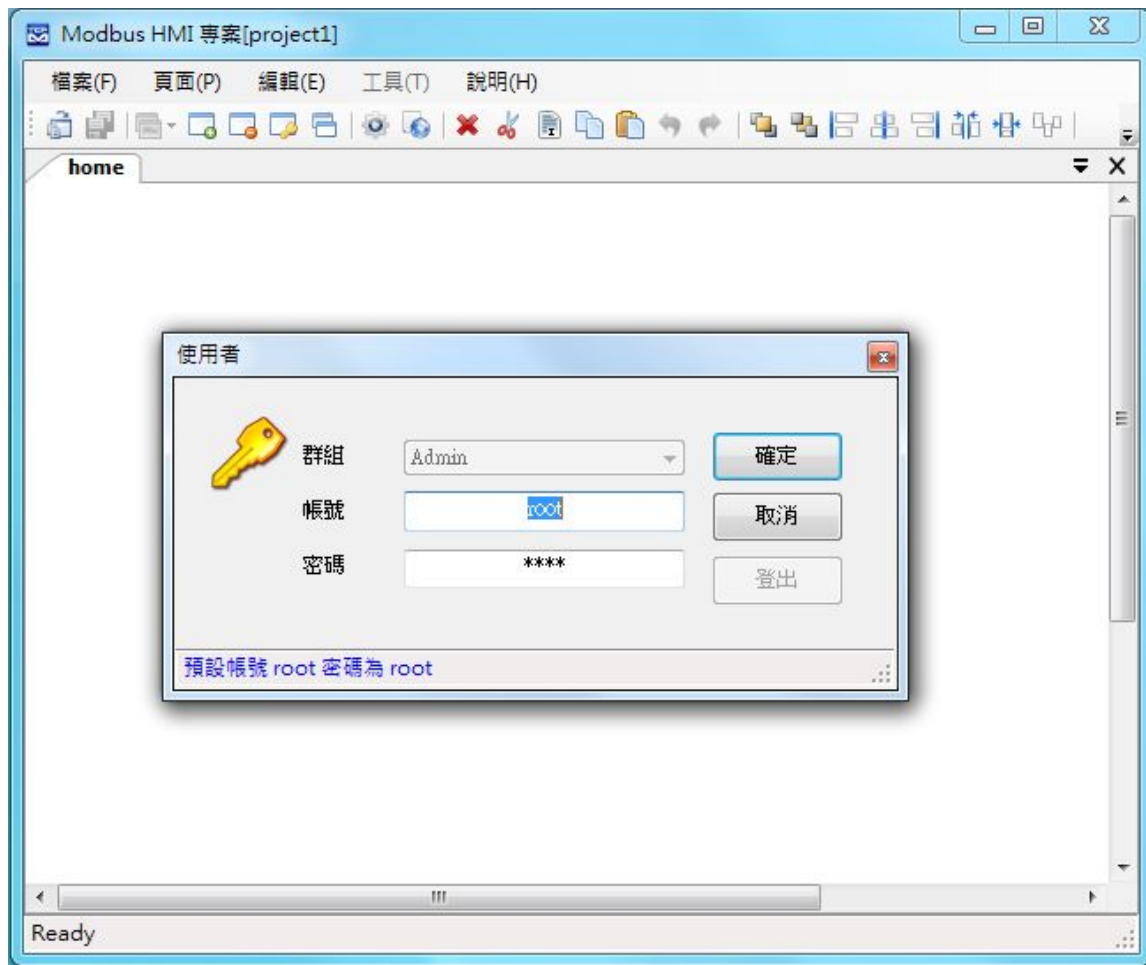 Modbus HMI 專案[project1]
檔案(F) 頁面(P) 編輯(E) 工具(T) 說明(H)
home
使用者
群組 Admin 確定
帳號 root
取消
密碼 ****
登出
預設帳號 root 密碼為 root
Ready